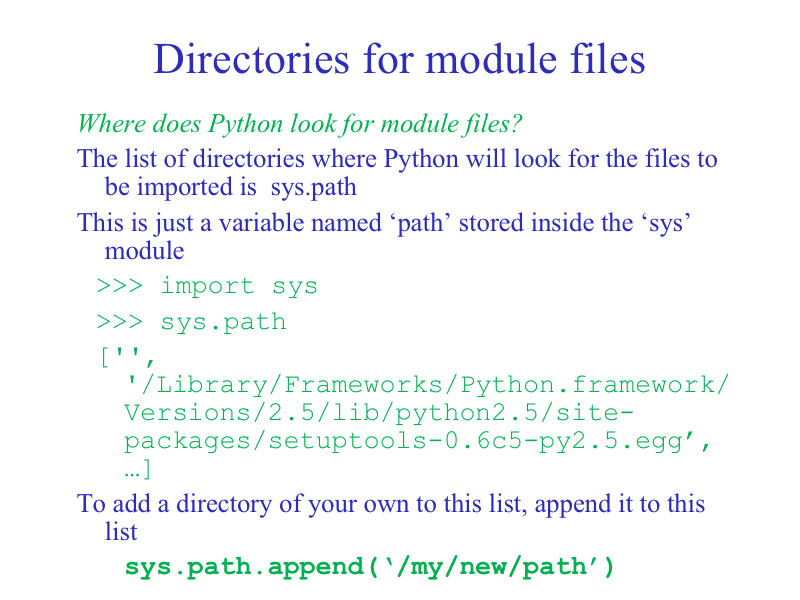 Directories for module files
Where does Python look for module files?
The list of directories where Python will look for the files to
be imported is  sys.path
This is just a variable named ‘path’ stored inside the ‘sys’
module
>>> import sys
>>> sys.path
['',
'/Library/Frameworks/Python.framework/
Versions/2.5/lib/python2.5/site-
packages/setuptools-0.6c5-py2.5.egg’,
…]
To add a directory of your own to this list, append it to this
list
sys.path.append(‘/my/new/path’)